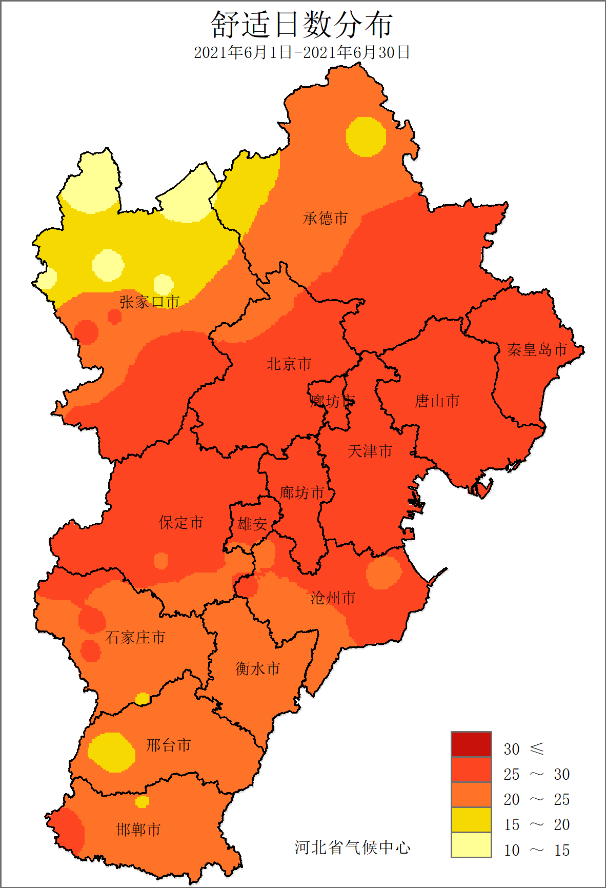 舒适日数分布
2021年6月1日-2021年6月30日
承德市
张家口市
秦皇岛市
北京市
廊坊市
唐山市
天津市
廊坊市
保定市
雄安
沧州市
石家庄市
衡水市
邢台市
邯郸市
30 ≤
25 ～ 30
20 ～ 25
15 ～ 20
10 ～ 15
河北省气候中心